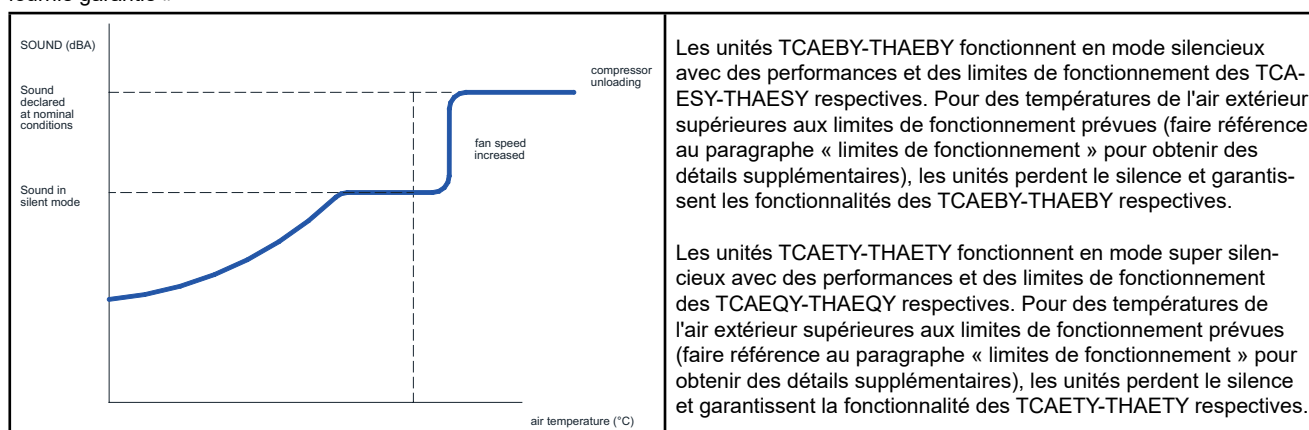 SOUND (dBA)
Sound
declared
at nominal
conditions
compressor
unloading
fan speed
increased
Sound in
silent mode
air temperature (°C)
Les unités TCAEBY-THAEBY fonctionnent en mode silencieux
avec des performances et des limites de fonctionnement des TCA-
ESY-THAESY respectives. Pour des températures de l'air extérieur
supérieures aux limites de fonctionnement prévues (faire référence
au paragraphe « limites de fonctionnement » pour obtenir des
détails supplémentaires), les unités perdent le silence et garantis-
sent les fonctionnalités des TCAEBY-THAEBY respectives.
Les unités TCAETY-THAETY fonctionnent en mode super silen-
cieux avec des performances et des limites de fonctionnement
des TCAEQY-THAEQY respectives. Pour des températures de
l'air extérieur supérieures aux limites de fonctionnement prévues
(faire référence au paragraphe « limites de fonctionnement » pour
obtenir des détails supplémentaires), les unités perdent le silence
et garantissent la fonctionnalité des TCAETY-THAETY respectives.